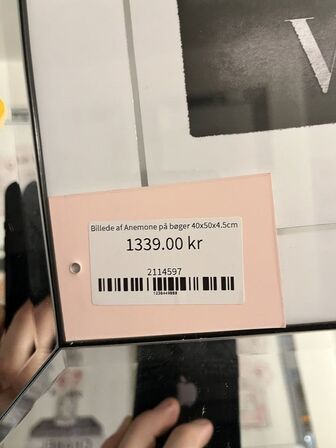 V
Billede af Anemone på bøger 40x50x4.5cm
1339.00 kr
2114597